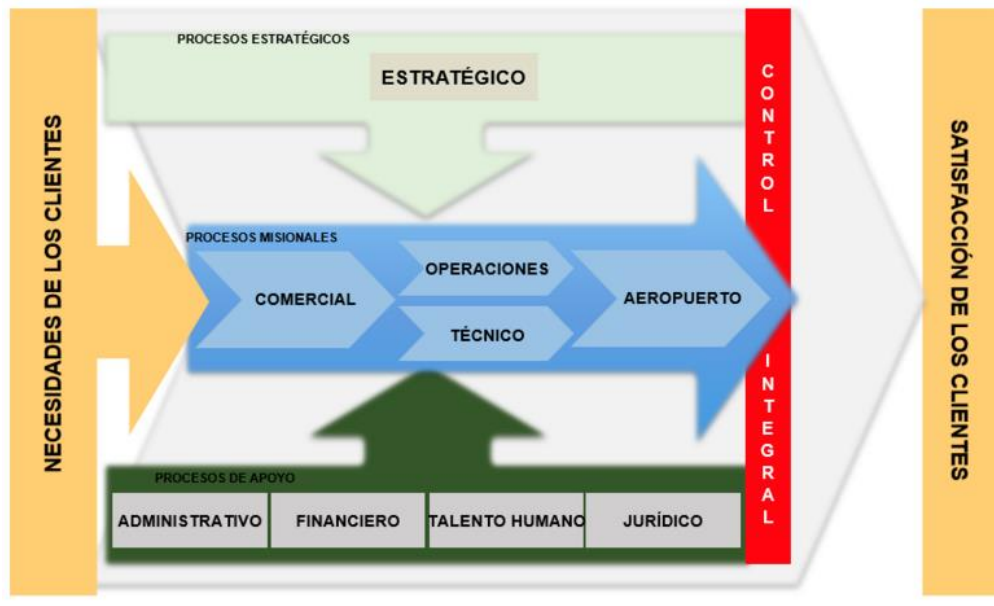 NECESIDADES DE LOS CLIENTES
PROCESOS ESTRATÉGICOS
ESTRATÉGICO
PROCESOS MISIONALES
COMERCIAL
OPERACIONES
TÉCNICO
AEROPUERTO
PROCESOS DE APOYO
ADMINISTRATIVO
FINANCIERO
TALENTO HUMANO
JURÍDICO
CONTROL
INTEGRAL
SATISFACCIÓN DE LOS CLIENTES